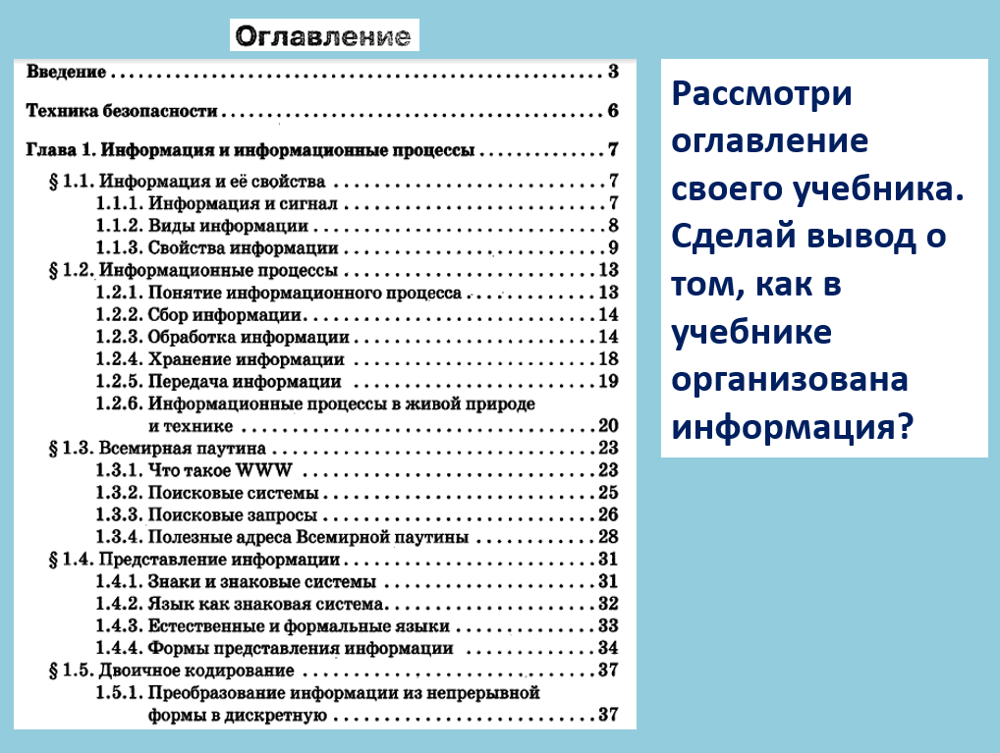 Оглавление
Введение ..................................................... 3
Техника безопасности ........................................ 6
Глава 1. Информация и информационные процессы ............ 7
§ 1.1. Информация и её свойства ............................ 7
1.1.1. Информация и сигнал ............................ 7
1.1.2. Виды информации ............................... 8
1.1.3. Свойства информации ............................ 9
§ 1.2. Информационные процессы ........................... 13
1.2.1. Понятие информационного процесса ............. 13
1.2.2. Сбор информации ............................... 14
1.2.3. Обработка информации .......................... 14
1.2.4. Хранение информации .......................... 18
1.2.5. Передача информации .......................... 19
1.2.6. Информационные процессы в живой природе
и технике ..................................... 20
§ 1.3. Всемирная паутина .................................. 23
1.3.1. Что такое WWW ................................ 23
1.3.2. Поисковые системы ............................. 25
1.3.3. Поисковые запросы ............................. 26
1.3.4. Полезные адреса Всемирной паутины ............ 28
§ 1.4. Представление информации ........................... 31
1.4.1. Знаки и знаковые системы ....................... 31
1.4.2. Язык как знаковая система ...................... 32
1.4.3. Естественные и формальные языки .............. 33
1.4.4. Формы представления информации ............. 34
§ 1.5. Двоичное кодирование ............................... 37
1.5.1. Преобразование информации из непрерывной
формы в дискретную ............................ 37
Рассмотри
оглавление
своего учебника.
Сделай вывод о
том, как в
учебнике
организована
информация?